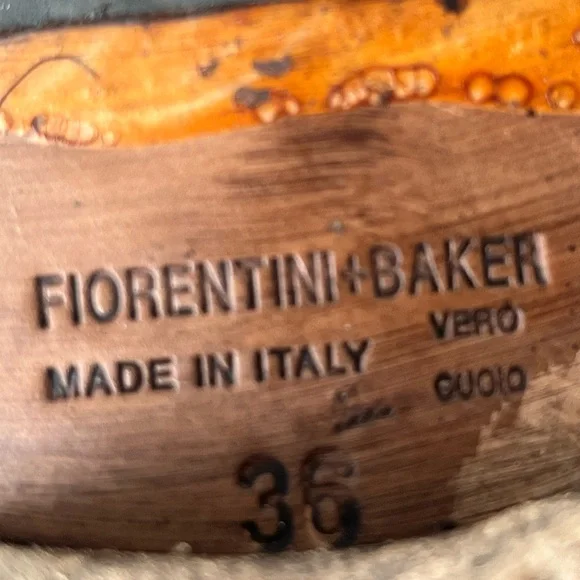 FIORENTINI+BAKER
MADE IN ITALY
VERO
CUOIO
36